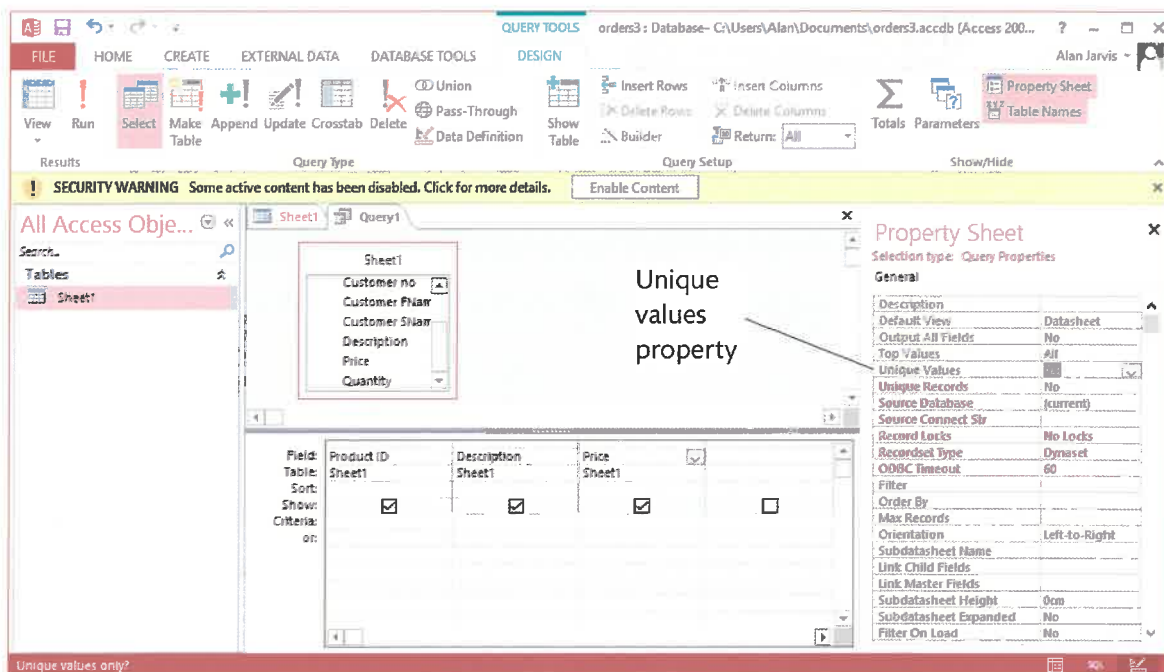 QUERY TOOLS orders3 : Database- C:\Users\Alan\Documents\orders3.accdb (Access 200... ?
FILE HOME CREATE EXTERNAL DATA DATABASE TOOLS DESIGN Alan Jarvis
View Run Select Make Table Append Update Crosstab Delete
Union
Pass-Through
Data Definition
Show Table
Insert Rows
Delete Rows
Builder
Insert Columns
Delete Columns
Return: All
Totals Parameters
Property Sheet
Table Names
Results Query Type Query Setup Show/Hide
! SECURITY WARNING Some active content has been disabled. Click for more details. Enable Content
All Access Obje...
Search...
Tables
Sheet1
Sheet1 Query1
Sheet1
Customer no
Customer FNam
Customer SNam
Description
Price
Quantity
Unique
values
property
Field: Product ID Description Price
Table: Sheet1 Sheet1 Sheet1
Sort:
Show:
Criteria:
or:
Property Sheet
Selection type: Query Properties
General
Description
Default View Datasheet
Output All Fields No
Top Values All
Unique Values
Unique Records No
Source Database (current)
Source Connect Str
Record Locks No Locks
Recordset Type Dynaset
ODBC Timeout 60
Filter
Order By
Max Records
Orientation Left-to-Right
Subdatasheet Name
Link Child Fields
Link Master Fields
Subdatasheet Height 0cm
Subdatasheet Expanded No
Filter On Load No
Unique values only?
SQL